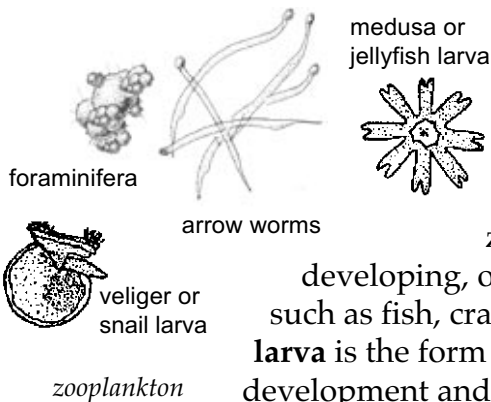 medusa or
jellyfish larva
foraminifera
arrow worms
veliger or
snail larva
developing,
such as fish,
larva is the form
zooplankton
development and